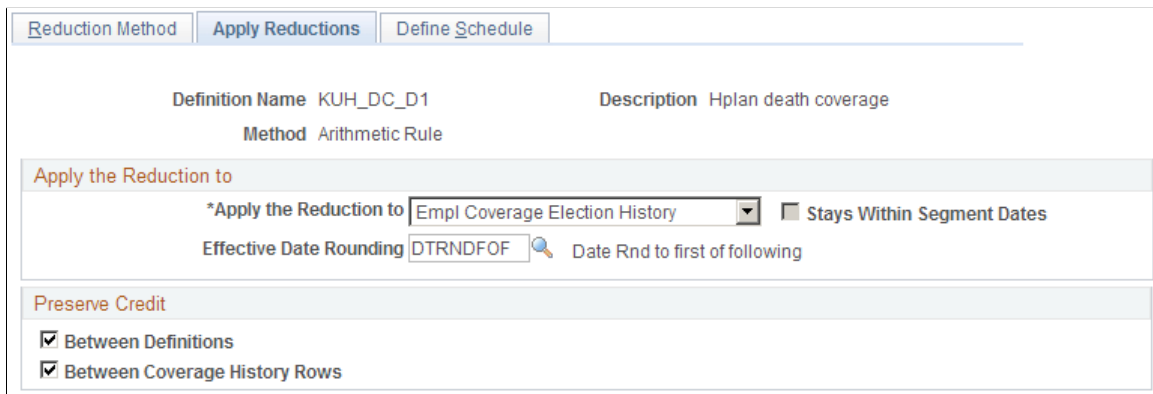 Reduction Method Apply Reductions Define Schedule
Definition Name KUH_DC_D1 Description Hplan death coverage
Method Arithmetic Rule
Apply the Reduction to
*Apply the Reduction to Empl Coverage Election History Stays Within Segment Dates
Effective Date Rounding DTRNDFOF Date Rnd to first of following
Preserve Credit
Between Definitions
Between Coverage History Rows